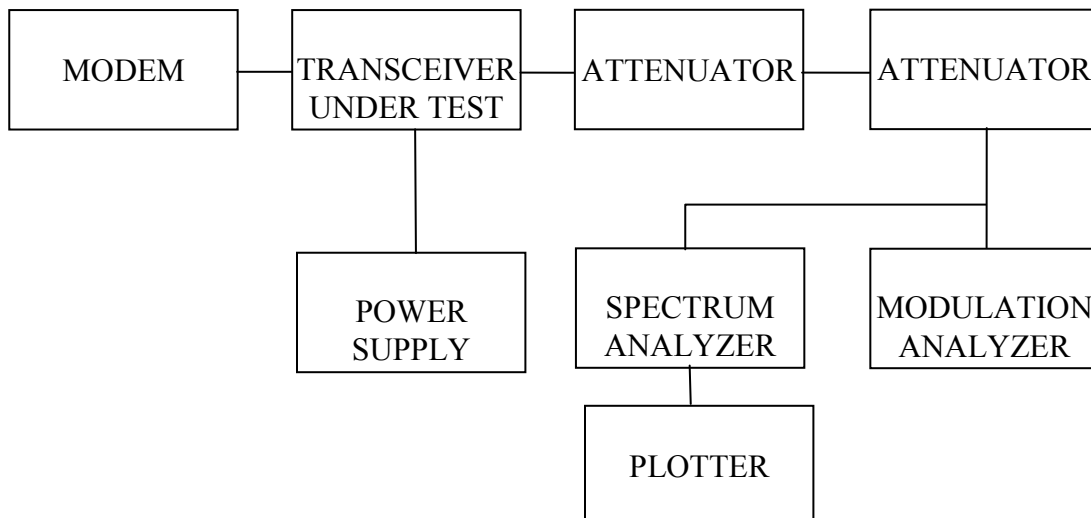 MODEM
TRANSCEIVER
UNDER TEST
ATTENUATOR
ATTENUATOR
POWER
SUPPLY
SPECTRUM
ANALYZER
MODULATION
ANALYZER
PLOTTER